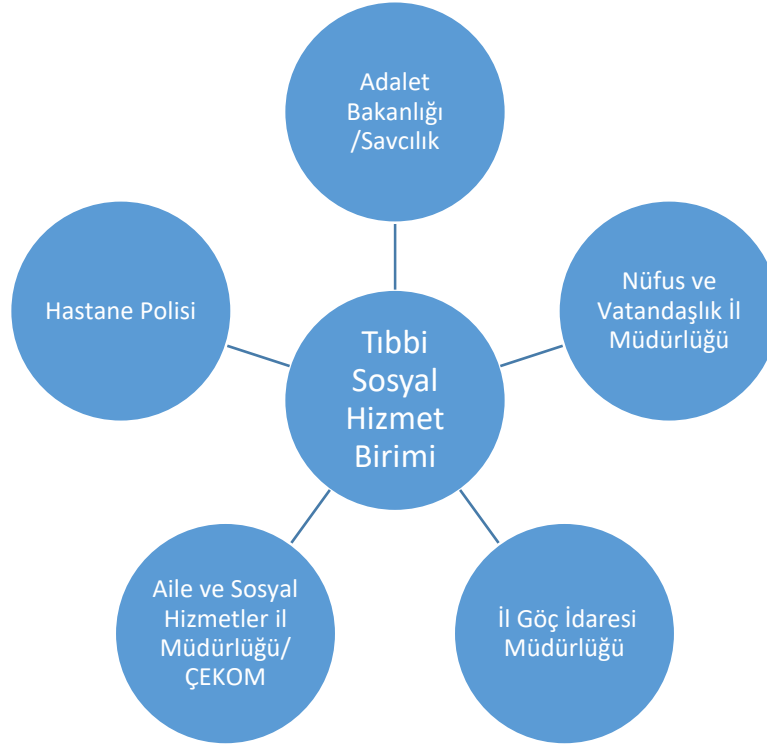 Adalet
Bakanlığı
/Savcılık
Hastane Polisi
Nüfus ve
Vatandaşlık İl
Müdürlüğü
Tıbbi
Sosyal
Hizmet
Birimi
Aile ve Sosyal
Hizmetler il
Müdürlüğü/
ÇEKOM
İl Göç İdaresi
Müdürlüğü